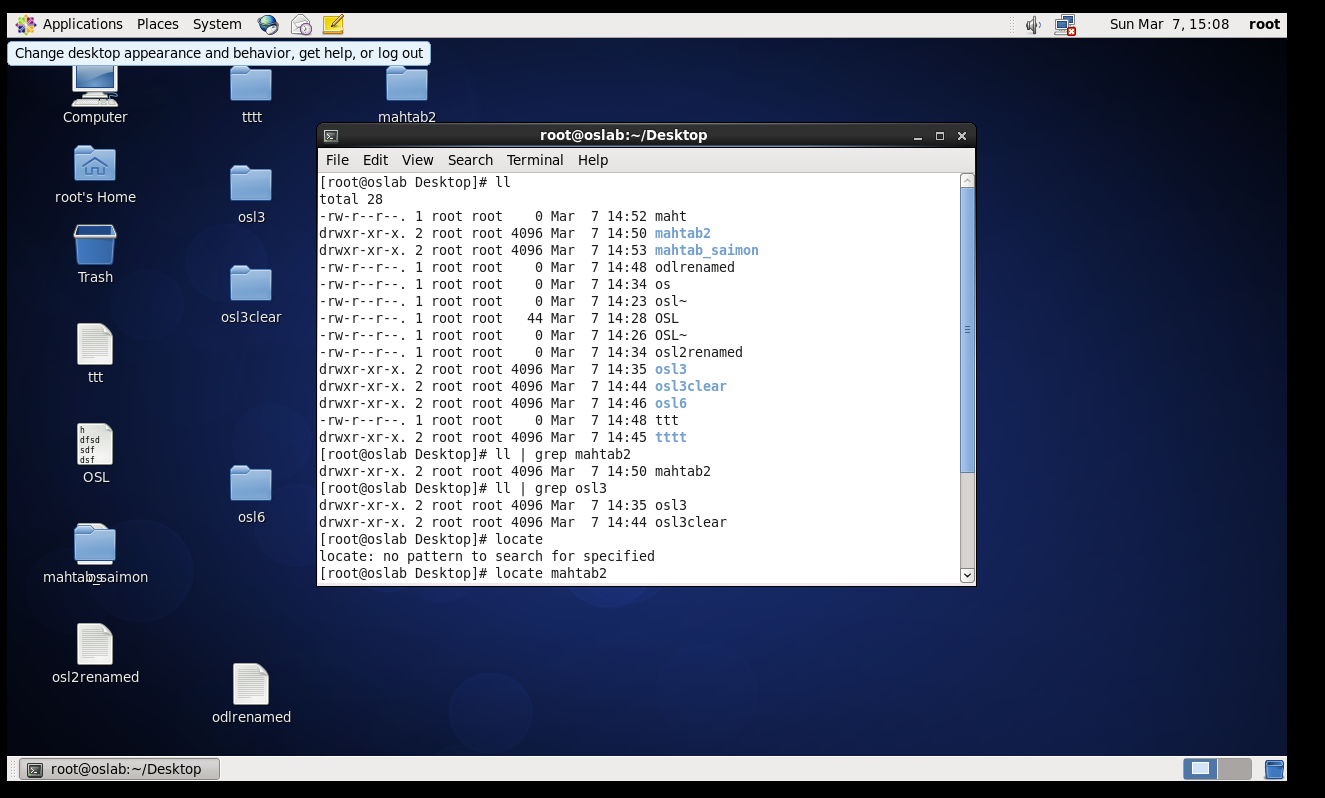 Applications Places System Sun Mar 7, 15:08 root
Change desktop appearance and behavior, get help, or log out
Computer
tttt
mahtab2
root's Home
osl3
Trash
osl3clear
ttt
h
dfsd
sdf
dsf
OSL
osl6
mahtab_saimon
os
osl2renamed
odlrenamed
root@oslab:~/Desktop
File Edit View Search Terminal Help
[root@oslab Desktop]# ll
total 28
-rw-r--r--. 1 root root    0 Mar  7 14:52 maht
drwxr-xr-x. 2 root root 4096 Mar  7 14:50 mahtab2
drwxr-xr-x. 2 root root 4096 Mar  7 14:53 mahtab_saimon
-rw-r--r--. 1 root root    0 Mar  7 14:48 odlrenamed
-rw-r--r--. 1 root root    0 Mar  7 14:34 os
-rw-r--r--. 1 root root    0 Mar  7 14:23 osl~
-rw-r--r--. 1 root root   44 Mar  7 14:28 OSL
-rw-r--r--. 1 root root    0 Mar  7 14:26 OSL~
-rw-r--r--. 1 root root    0 Mar  7 14:34 osl2renamed
drwxr-xr-x. 2 root root 4096 Mar  7 14:35 osl3
drwxr-xr-x. 2 root root 4096 Mar  7 14:44 osl3clear
drwxr-xr-x. 2 root root 4096 Mar  7 14:46 osl6
-rw-r--r--. 1 root root    0 Mar  7 14:48 ttt
drwxr-xr-x. 2 root root 4096 Mar  7 14:45 tttt
[root@oslab Desktop]# ll | grep mahtab2
drwxr-xr-x. 2 root root 4096 Mar  7 14:50 mahtab2
[root@oslab Desktop]# ll | grep osl3
drwxr-xr-x. 2 root root 4096 Mar  7 14:35 osl3
drwxr-xr-x. 2 root root 4096 Mar  7 14:44 osl3clear
[root@oslab Desktop]# locate
locate: no pattern to search for specified
[root@oslab Desktop]# locate mahtab2
root@oslab:~/Desktop